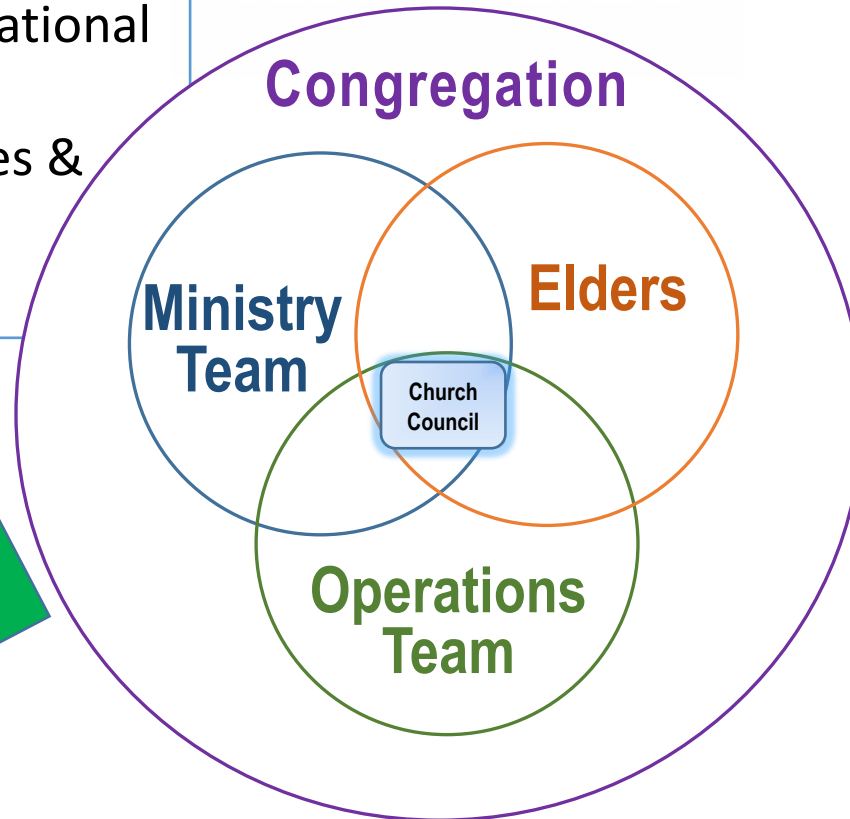 ational
Congregation
es &
Elders
Ministry
Team
Church
Council
Operations
Team